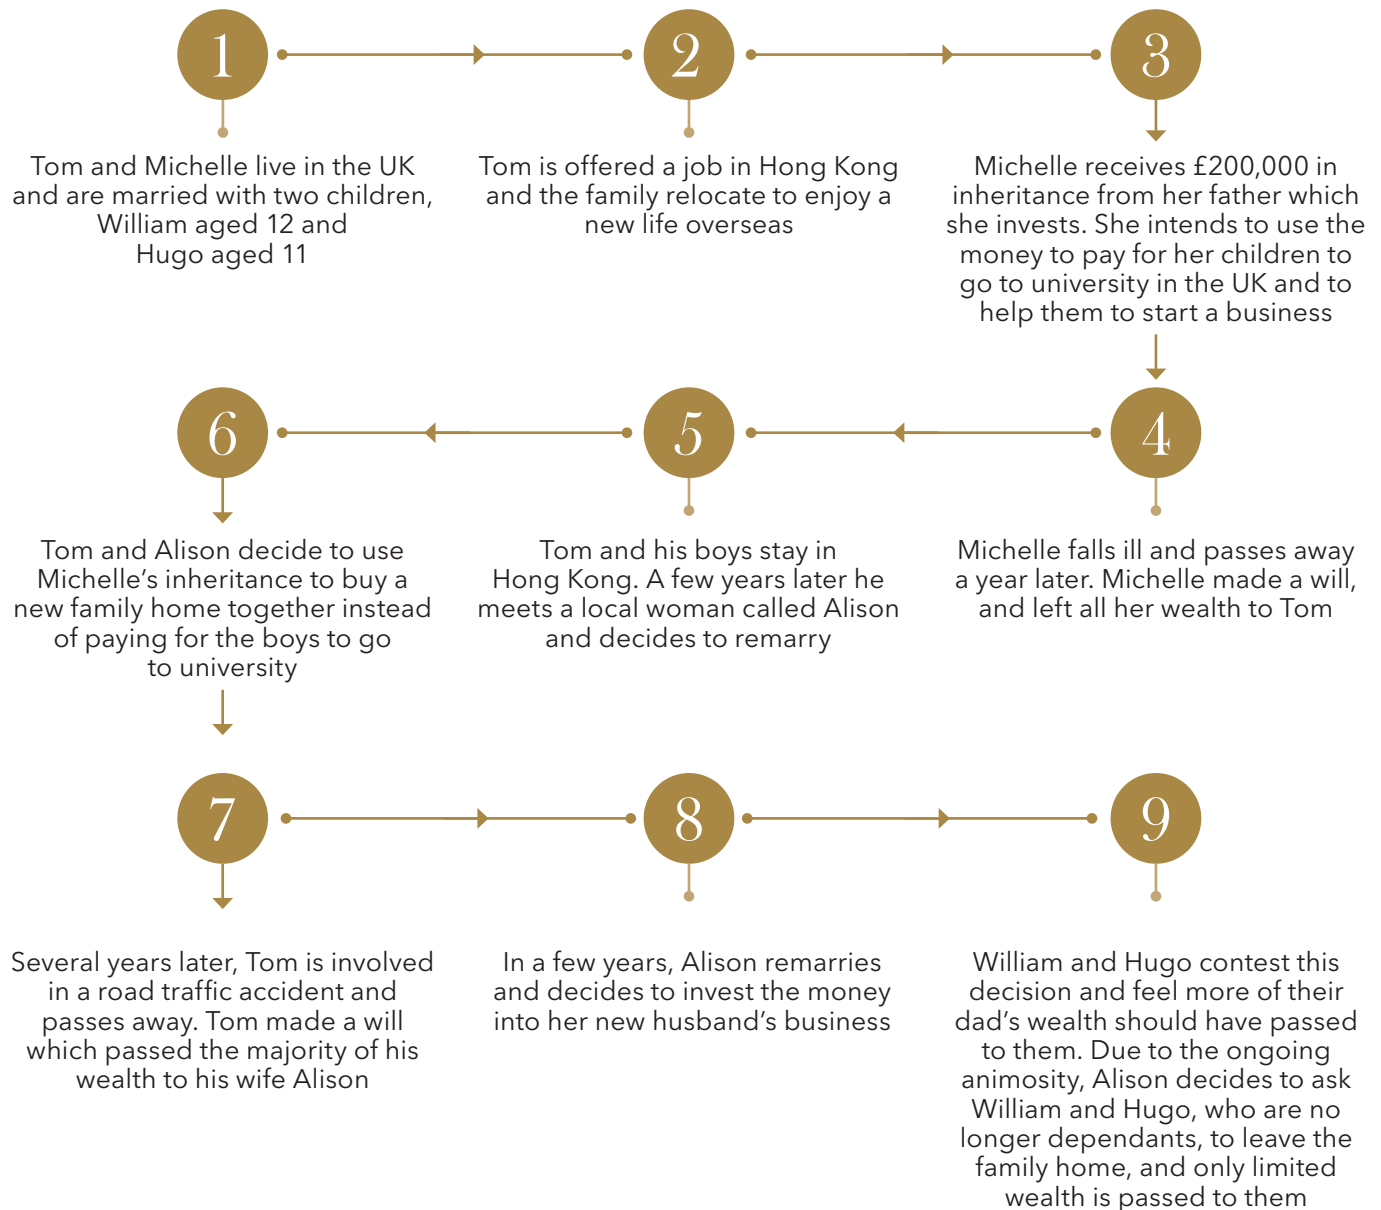 1
Tom and Michelle live in the UK
and are married with two children,
William aged 12 and
Hugo aged 11
2
Tom is offered a job in Hong Kong
and the family relocate to enjoy a
new life overseas
3
Michelle receives £200,000 in
inheritance from her father which
she invests. She intends to use the
money to pay for her children to
go to university in the UK and to
help them to start a business
4
Michelle falls ill and passes away
a year later. Michelle made a will,
and left all her wealth to Tom
5
Tom and his boys stay in
Hong Kong. A few years later he
meets a local woman called Alison
and decides to remarry
6
Tom and Alison decide to use
Michelle’s inheritance to buy a
new family home together instead
of paying for the boys to go
to university
7
Several years later, Tom is involved
in a road traffic accident and
passes away. Tom made a will
which passed the majority of his
wealth to his wife Alison
8
In a few years, Alison remarries
and decides to invest the money
into her new husband’s business
9
William and Hugo contest this
decision and feel more of their
dad’s wealth should have passed
to them. Due to the ongoing
animosity, Alison decides to ask
William and Hugo, who are no
longer dependants, to leave the
family home, and only limited
wealth is passed to them